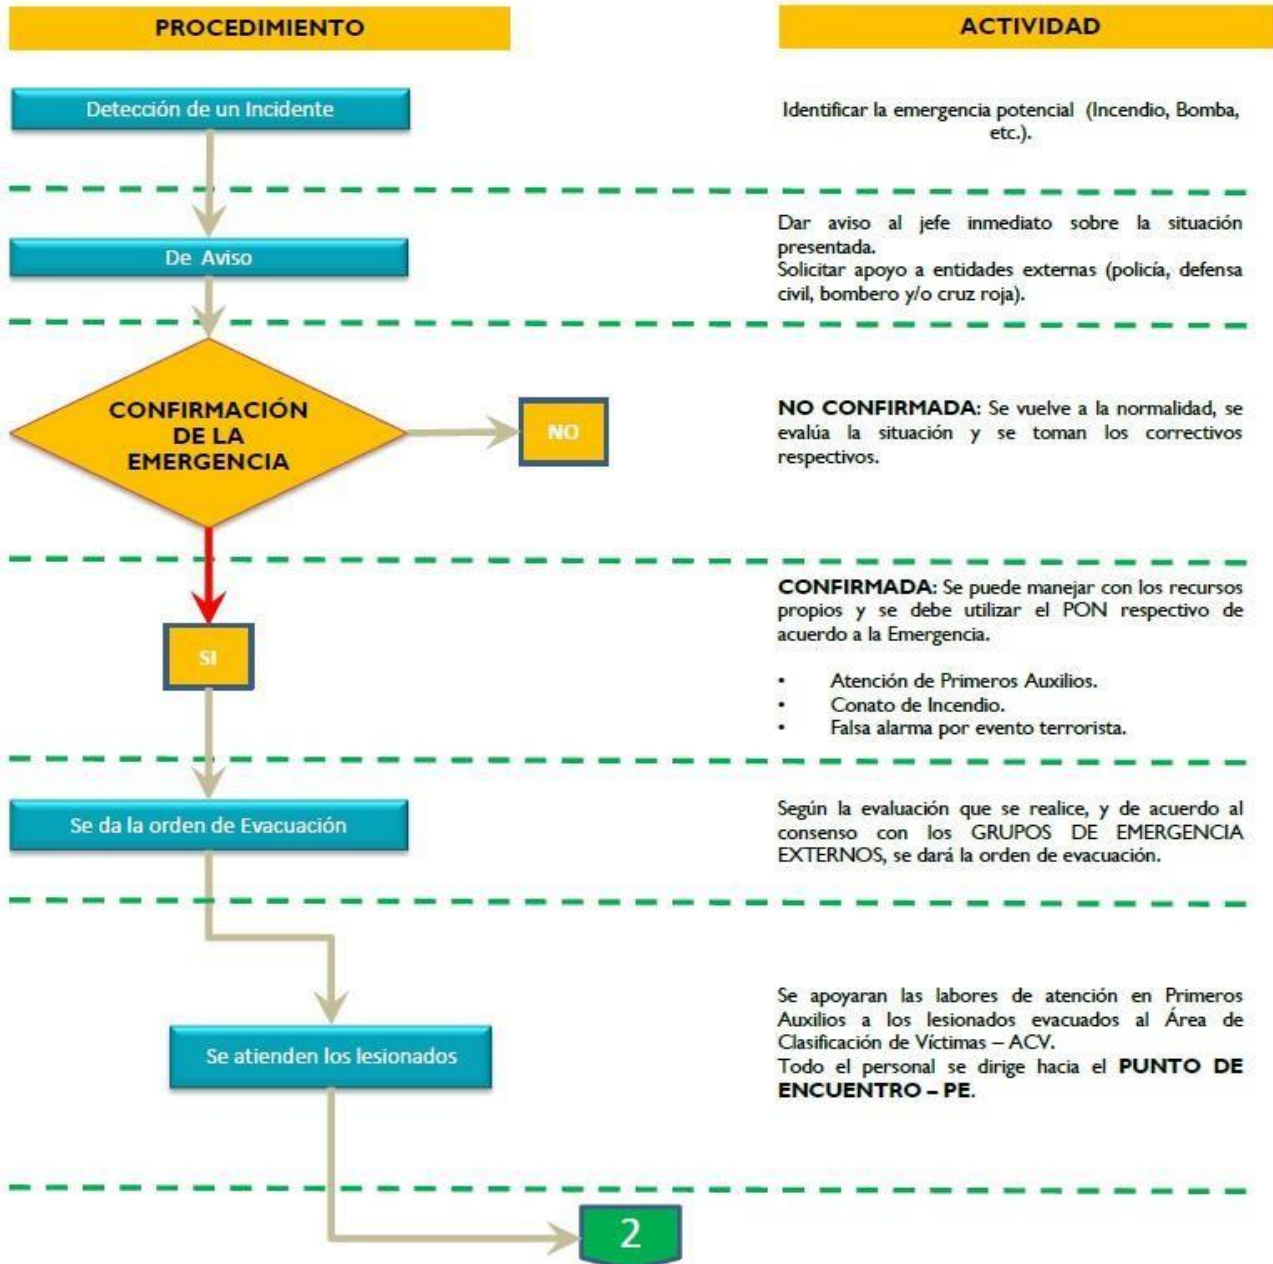 PROCEDIMIENTO
ACTIVIDAD
Detección de un Incidente
Identificar la emergencia potencial (Incendio, Bomba,
etc.).
De Aviso
Dar aviso al jefe inmediato sobre la situación
presentada.
Solicitar apoyo a entidades externas (policía, defensa
civil, bombero y/o cruz roja).
CONFIRMACIÓN
DE LA
EMERGENCIA
NO
NO CONFIRMADA: Se vuelve a la normalidad, se
evalúa la situación y se toman los correctivos
respectivos.
SI
CONFIRMADA: Se puede manejar con los recursos
propios y se debe utilizar el PON respectivo de
acuerdo a la Emergencia.
• Atención de Primeros Auxilios.
• Conato de Incendio.
• Falsa alarma por evento terrorista.
Se da la orden de Evacuación
Según la evaluación que se realice, y de acuerdo al
consenso con los GRUPOS DE EMERGENCIA
EXTERNOS, se dará la orden de evacuación.
Se atienden los lesionados
Se apoyaran las labores de atención en Primeros
Auxilios a los lesionados evacuados al Área de
Clasificación de Víctimas – ACV.
Todo el personal se dirige hacia el PUNTO DE
ENCUENTRO – PE.
2